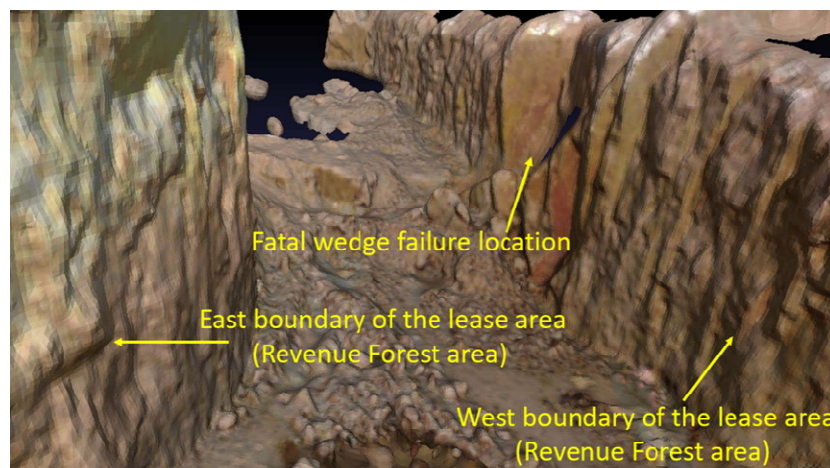 Fatal wedge failure location
East boundary of the lease area
(Revenue Forest area)
West boundary of the lease area
(Revenue Forest area)